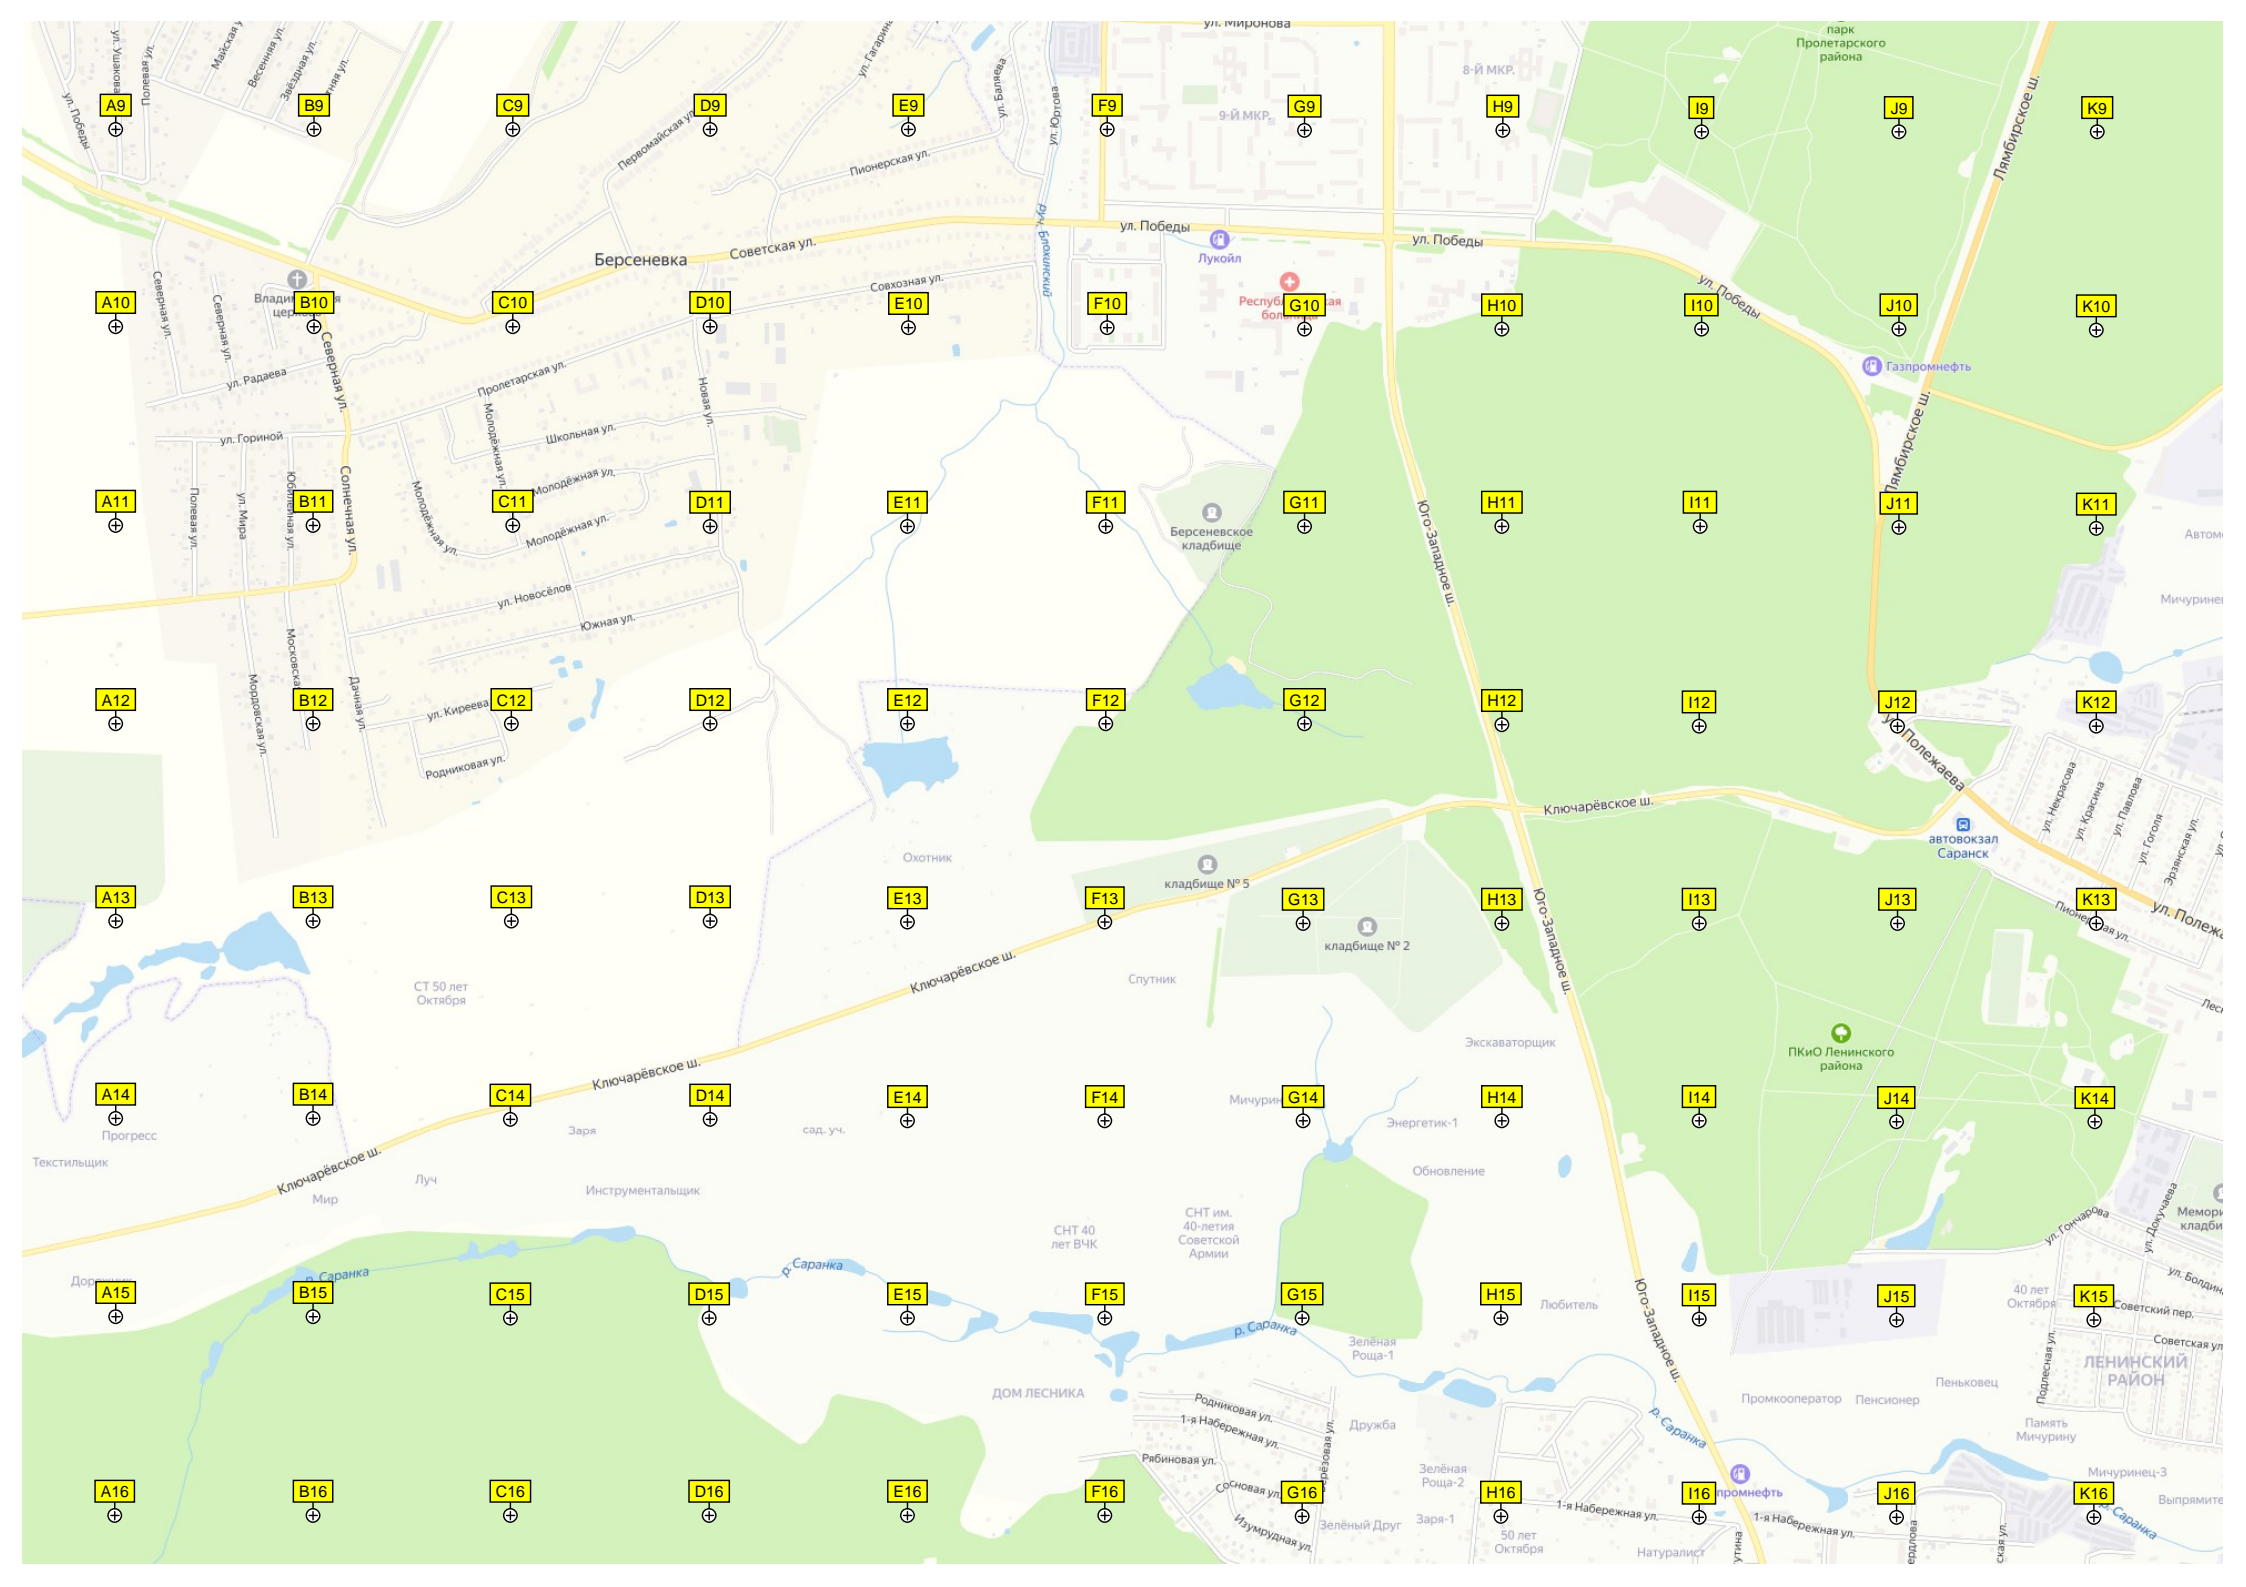 ул. Миронова
парк
Пролетарского
района
8-Й МКР.
9-Й МКР.
Майская
Весенняя ул.
Звёздная ул.
ул. Ушакова
Полевая ул.
ул. Победы
ул. Гагарина
ул. Баляева
ул. Юртова
Первомайская ул.
Пионерская ул.
Лямбирское ш.
A9
B9
C9
D9
E9
F9
G9
H9
I9
J9
K9
руч. Блохинский
ул. Победы
ул. Победы
Лукойл
Берсеневка
Советская ул.
Совхозная ул.
Северная ул.
Северная ул.
ул. Победы
A10
B10
C10
D10
E10
F10
G10
H10
I10
J10
K10
Газпромнефть
Северная ул.
ул. Радаева
Пролетарская ул.
Новая ул.
Молодёжная ул.
Школьная ул.
ул. Гориной
Лямбирское ш.
Молодёжная ул.
Солнечная ул.
Молодёжная ул.
Полевая ул.
ул. Мира
Юбилейная ул.
A11
B11
C11
D11
E11
F11
G11
H11
I11
J11
K11
Молодёжная ул.
Берсеневское
кладбище
Юго-Западное ш.
ул. Новосёлов
Южная ул.
Мордовская ул.
Дачная ул.
ул. Киреева
Родниковая ул.
A12
B12
C12
D12
E12
F12
G12
H12
I12
J12
K12
ул. Полежаева
ул. Некрасова
ул. Красина
ул. Павлова
ул. Гоголя
Эрзянская ул.
Ключарёвское ш.
автовокзал
Саранск
Охотник
кладбище № 5
A13
B13
C13
D13
E13
F13
G13
H13
I13
J13
K13
кладбище № 2
Юго-Западное ш.
Ключарёвское ш.
Спутник
СТ 50 лет
Октября
Экскаваторщик
ПКиО Ленинского
района
Ключарёвское ш.
A14
B14
C14
D14
E14
F14
G14
H14
I14
J14
K14
Энергетик-1
Прогресс
Заря
сад. уч.
Текстильщик
Обновление
Ключарёвское ш.
Луч
Мир
Инструментальщик
СНТ 40
лет ВЧК
СНТ им.
40-летия
Советской
Армии
ул. Гончарова
ул. Докучаева
р. Саранка
р. Саранка
A15
B15
C15
D15
E15
F15
G15
H15
I15
J15
K15
Любитель
40 лет
Октября
Советский пер.
Советская ул
р. Саранка
Зелёная
Роща-1
Юго-Западное ш.
Подлесная ул.
ЛЕНИНСКИЙ
РАЙОН
ДОМ ЛЕСНИКА
Пеньковец
Промкооператор
Пенсионер
Родниковая ул.
1-я Набережная ул.
Дружба
р. Саранка
Память
Мичурину
Рябиновая ул.
Зелёная
Роща-2
Мичуринец-3
A16
B16
C16
D16
E16
F16
G16
H16
I16
J16
K16
Сосновая ул.
Изумрудная ул.
Зелёный Друг
Заря-1
1-я Набережная ул.
1-я Набережная ул.
р. Саранка
50 лет
Октября
Натуралист